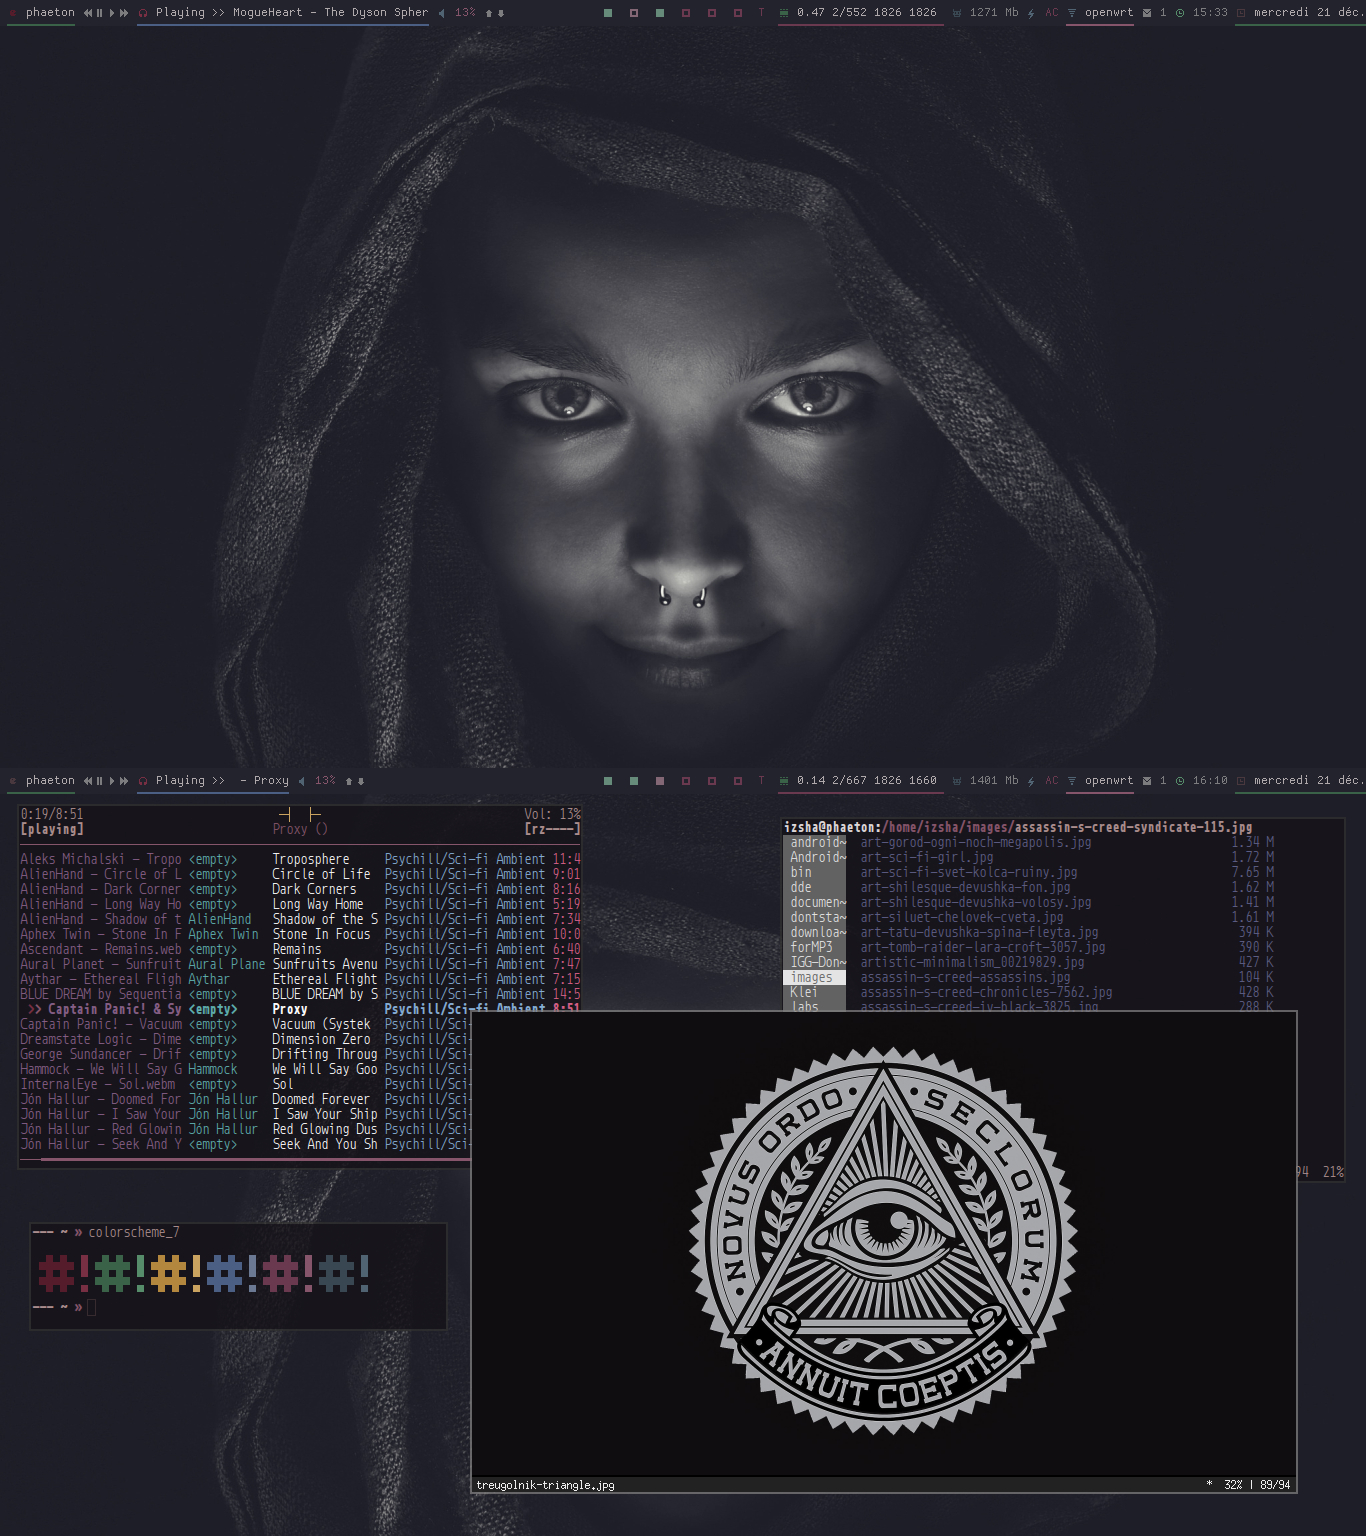 phaeton Playing >> MogueHeart - The Dyson Spher 13% T 0.47 2/552 1826 1826 1271 Mb AC openwrt 1 15:33 mercredi 21 déc.
phaeton Playing >> - Proxy 13% T 0.14 2/667 1826 1660 1401 Mb AC openwrt 1 16:10 mercredi 21 déc.
0:19/8:51 ─┤ ├─ Vol: 13%
[playing] Proxy () [rz----]
Aleks Michalski - Tropo <empty> Troposphere Psychill/Sci-fi Ambient 11:4
AlienHand - Circle of L <empty> Circle of Life Psychill/Sci-fi Ambient 9:01
AlienHand - Dark Corner <empty> Dark Corners Psychill/Sci-fi Ambient 8:16
AlienHand - Long Way Ho <empty> Long Way Home Psychill/Sci-fi Ambient 5:19
AlienHand - Shadow of t AlienHand Shadow of the S Psychill/Sci-fi Ambient 7:34
Aphex Twin - Stone In F Aphex Twin Stone In Focus Psychill/Sci-fi Ambient 10:0
Ascendant - Remains.web <empty> Remains Psychill/Sci-fi Ambient 6:40
Aural Planet - Sunfruit Aural Plane Sunfruits Avenu Psychill/Sci-fi Ambient 7:47
Aythar - Ethereal Fligh Aythar Ethereal Flight Psychill/Sci-fi Ambient 7:15
BLUE DREAM by Sequentia <empty> BLUE DREAM by S Psychill/Sci-fi Ambient 14:5
>> Captain Panic! & Sy <empty> Proxy Psychill/Sci-fi Ambient 8:51
Captain Panic! - Vacuum <empty> Vacuum (Systek Psychill/Sci-
Dreamstate Logic - Dime <empty> Dimension Zero Psychill/Sci-
George Sundancer - Drif <empty> Drifting Throug Psychill/Sci-
Hammock - We Will Say G Hammock We Will Say Goo Psychill/Sci-
InternalEye - Sol.webm <empty> Sol Psychill/Sci-
Jón Hallur - Doomed For Jón Hallur Doomed Forever Psychill/Sci-
Jón Hallur - I Saw Your Jón Hallur I Saw Your Ship Psychill/Sci-
Jón Hallur - Red Glowin Jón Hallur Red Glowing Dus Psychill/Sci-
Jón Hallur - Seek And Y <empty> Seek And You Sh Psychill/Sci-
izsha@phaeton:/home/izsha/images/assassin-s-creed-syndicate-115.jpg
android~ art-gorod-ogni-noch-megapolis.jpg 1.34 M
Android~ art-sci-fi-girl.jpg 1.72 M
bin art-sci-fi-svet-kolca-ruiny.jpg 7.65 M
dde art-shilesque-devushka-fon.jpg 1.62 M
documen~ art-shilesque-devushka-volosy.jpg 1.41 M
dontsta~ art-siluet-chelovek-cveta.jpg 1.61 M
downloa~ art-tatu-devushka-spina-fleyta.jpg 394 K
forMP3 art-tomb-raider-lara-croft-3057.jpg 390 K
IGG-Don~ artistic-minimalism_00219829.jpg 427 K
images assassin-s-creed-assassins.jpg 104 K
Klei assassin-s-creed-chronicles-7562.jpg 428 K
labs assassin-s-creed-iv-black-3825.jpg 288 K
94 21%
--- ~ » colorscheme_7
#!#!#!#!#!#!
--- ~ »
NOVUS ORDO • • SECLORUM •
•ANNUIT COEPTIS•
treugolnik-triangle.jpg * 32% | 89/94